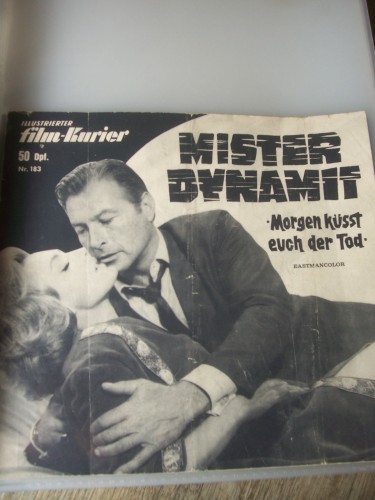 ILLUSTRIERTER
film-Kurier
50 Dpf.
Nr. 183
MISTER
DYNAMIT
-Morgen küsst
euch der Tod-
EASTMANCOLOR